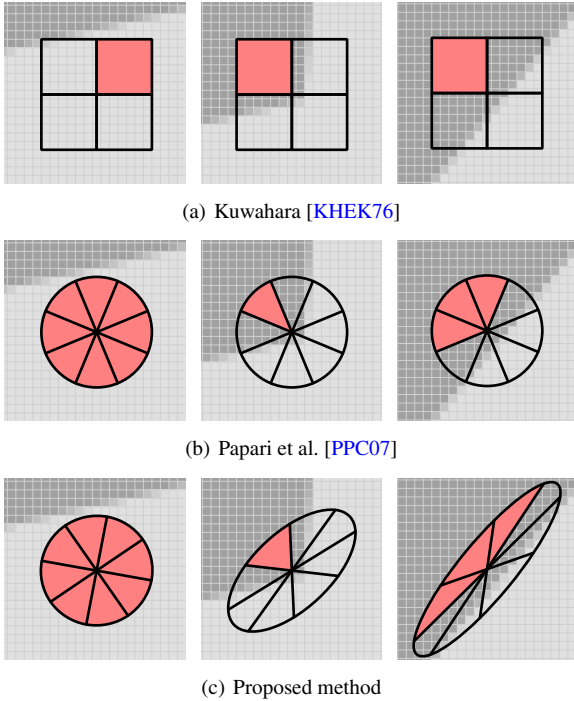 (a) Kuwahara [KHEK76]
(b) Papari et al. [PPC07]
(c) Proposed method